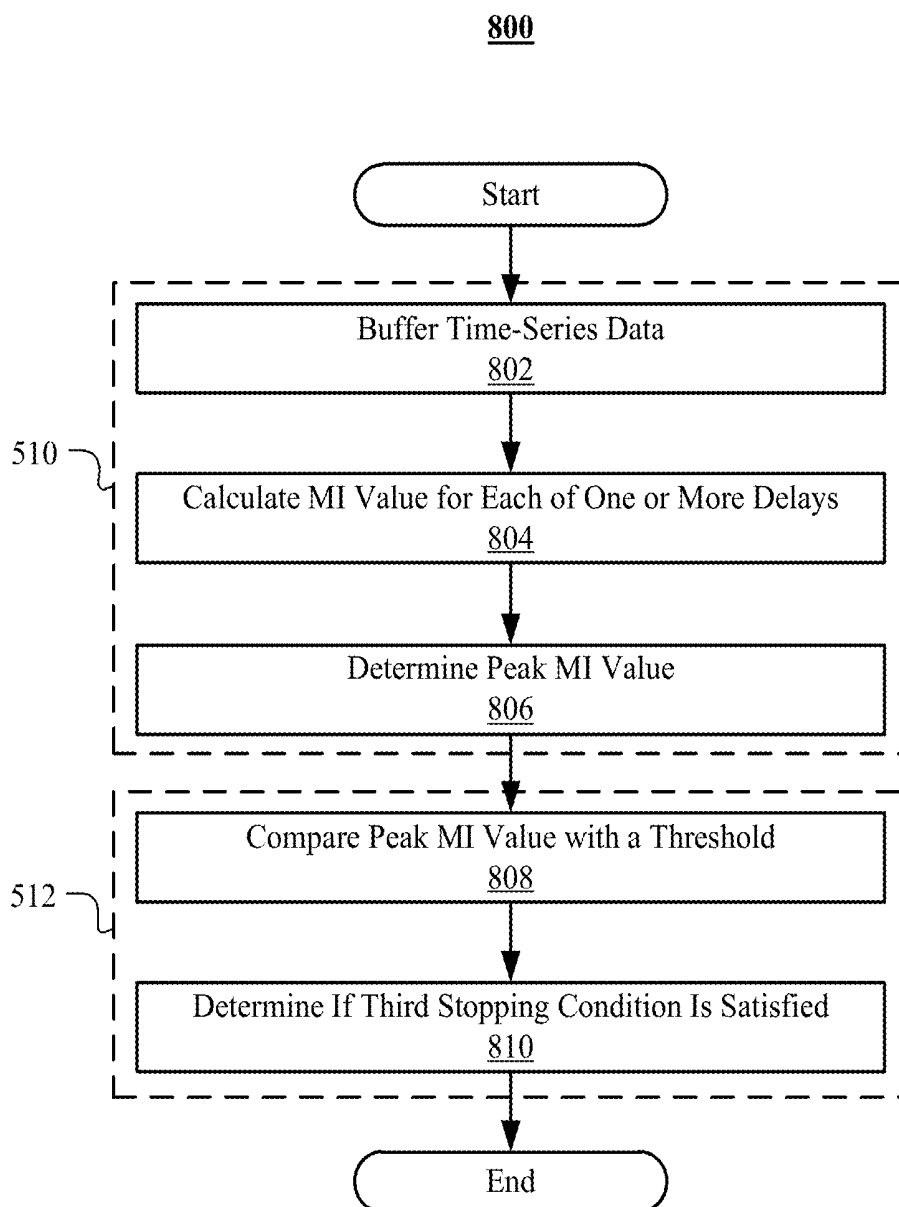 800
Start
Buffer Time-Series Data
802
510
Calculate MI Value for Each of One or More Delays
804
Determine Peak MI Value
806
Compare Peak MI Value with a Threshold
808
512
Determine If Third Stopping Condition Is Satisfied
810
End